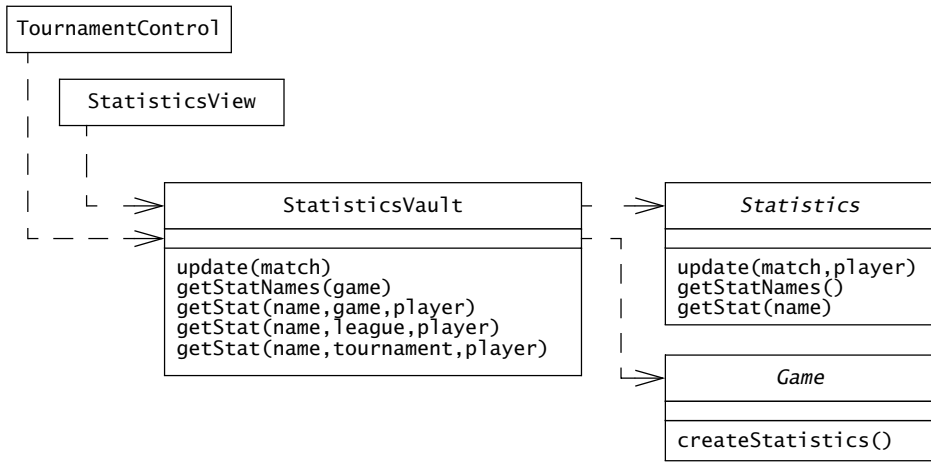 TournamentControl
StatisticsView
StatisticsVault
update(match)
getStatNames(game)
getStat(name,game,player)
getStat(name,league,player)
getStat(name,tournament,player)
Statistics
update(match,player)
getStatNames()
getStat(name)
Game
createStatistics()